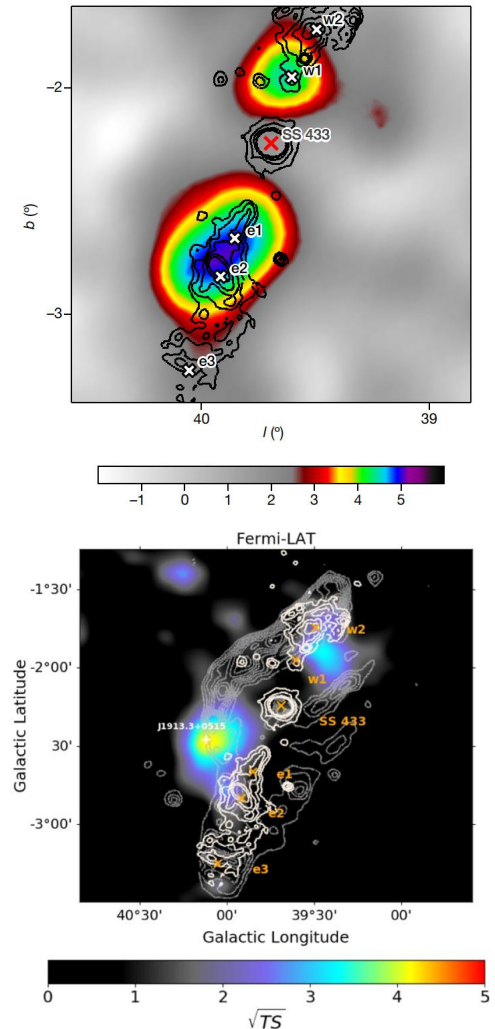 w2
w1
−2
SS 433
b (°)
e1
e2
−3
e3
40
39
l (°)
−1
0
1
2
3
4
5
Fermi-LAT
-1°30'
w2
-2°00'
w1
J1913.3+0515
SS 433
30'
e1
-3°00'
e2
e3
40°30'
00'
39°30'
00'
Galactic Latitude
Galactic Longitude
0
1
2
3
4
5
√TS